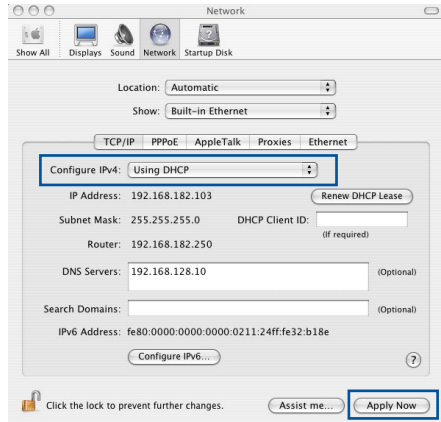 Network
Show All Displays Sound Network Startup Disk
Location: Automatic
Show: Built-in Ethernet
TCP/IP PPPoE AppleTalk Proxies Ethernet
Configure IPv4: Using DHCP
IP Address: 192.168.182.103 Renew DHCP Lease
Subnet Mask: 255.255.255.0 DHCP Client ID:
(If required)
Router: 192.168.182.250
DNS Servers: 192.168.128.10 (Optional)
Search Domains: (Optional)
IPv6 Address: fe80:0000:0000:0000:0211:24ff:fe32:b18e
Configure IPv6... ?
Click the lock to prevent further changes. Assist me... Apply Now